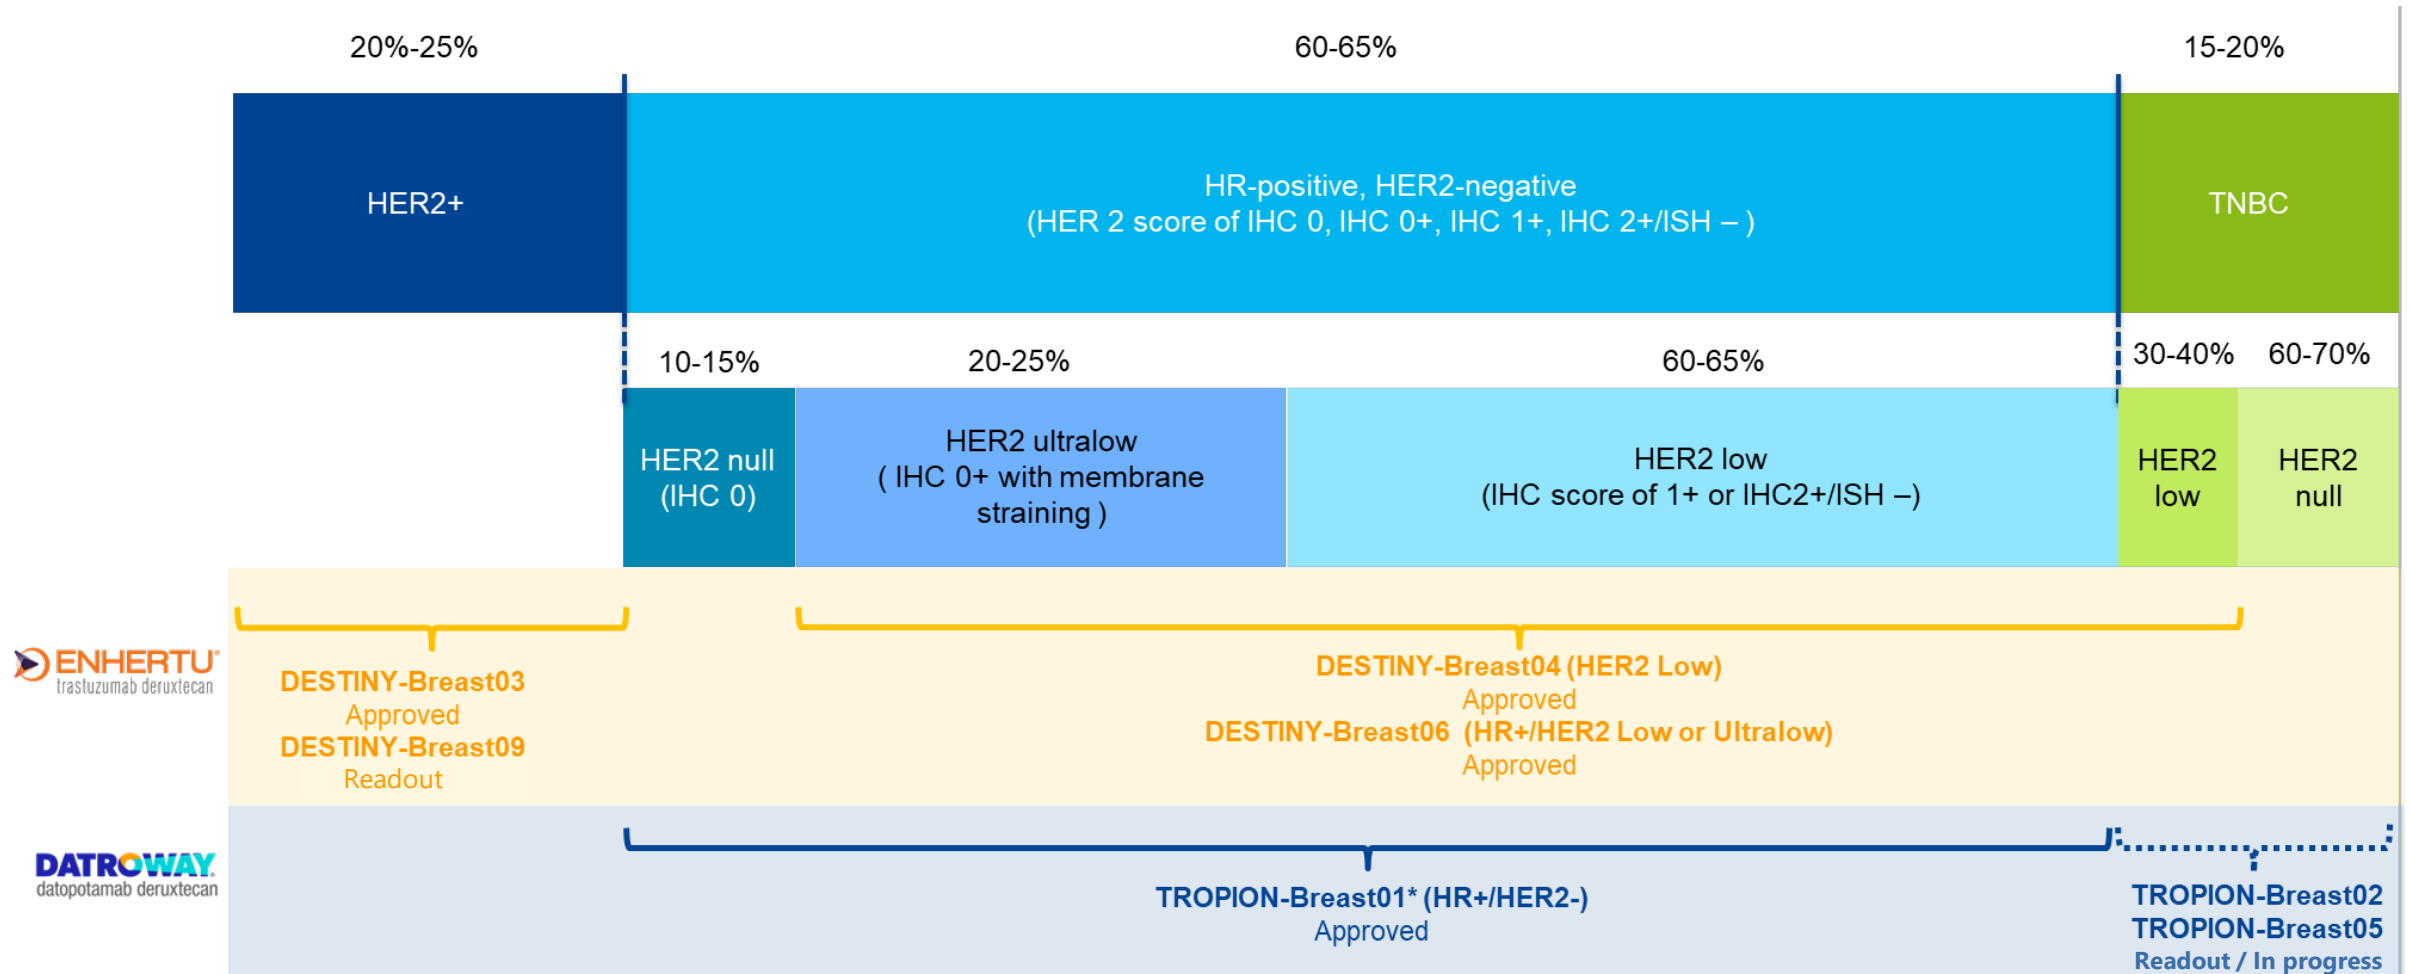 20%-25%
60-65%
15-20%
HER2+
HR-positive, HER2-negative
(HER 2 score of IHC 0, IHC 0+, IHC 1+, IHC 2+/ISH – )
TNBC
10-15%
20-25%
60-65%
30-40%
60-70%
HER2 null
(IHC 0)
HER2 ultralow
( IHC 0+ with membrane
straining )
HER2 low
(IHC score of 1+ or IHC2+/ISH –)
HER2
low
HER2
null
ENHERTU®
trastuzumab deruxtecan
DESTINY-Breast03
Approved
DESTINY-Breast09
Readout
DESTINY-Breast04 (HER2 Low)
Approved
DESTINY-Breast06 (HR+/HER2 Low or Ultralow)
Approved
DATROWAY
datopotamab deruxtecan
TROPION-Breast01* (HR+/HER2-)
Approved
TROPION-Breast02
TROPION-Breast05
Readout / In progress